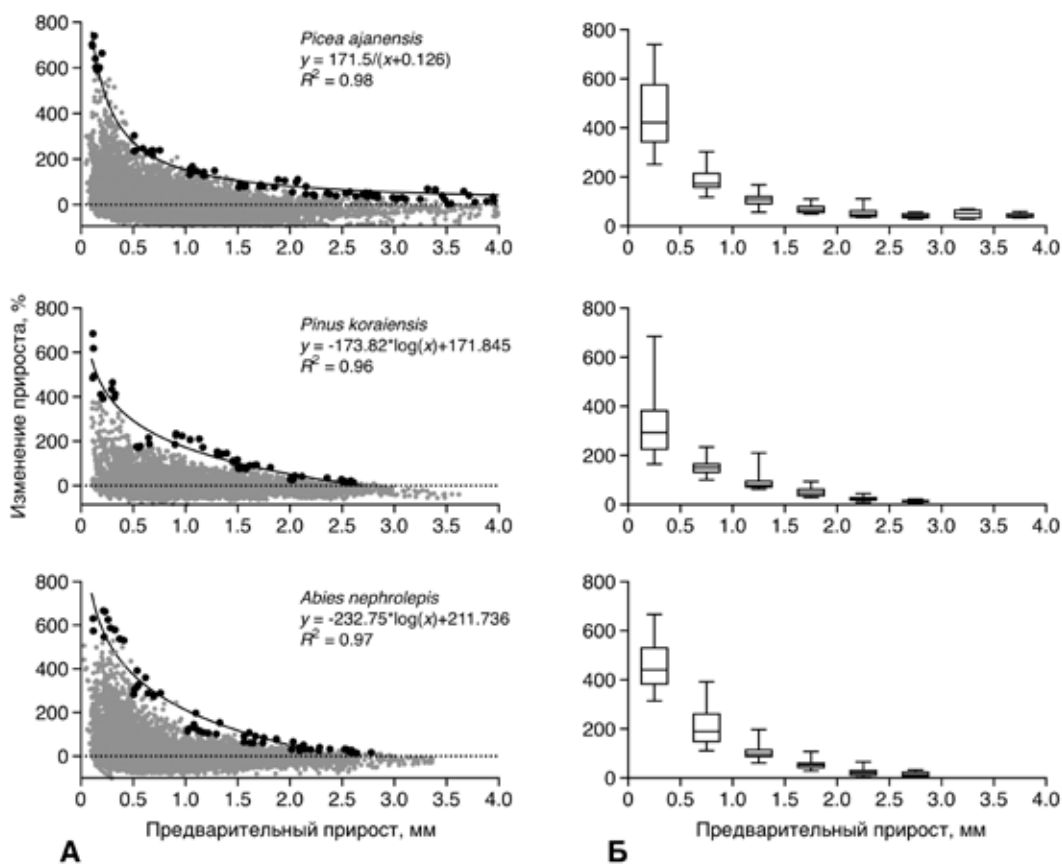 Изменение прироста, %
800
600
400
200
0
0 0.5 1.0 1.5 2.0 2.5 3.0 3.5 4.0
Picea ajanensis
y = 171.5/(x+0.126)
R² = 0.98
800
600
400
200
0
0 0.5 1.0 1.5 2.0 2.5 3.0 3.5 4.0
800
600
400
200
0
0 0.5 1.0 1.5 2.0 2.5 3.0 3.5 4.0
Pinus koraiensis
y = -173.82*log(x)+171.845
R² = 0.96
800
600
400
200
0
0 0.5 1.0 1.5 2.0 2.5 3.0 3.5 4.0
800
600
400
200
0
0 0.5 1.0 1.5 2.0 2.5 3.0 3.5 4.0
Abies nephrolepis
y = -232.75*log(x)+211.736
R² = 0.97
800
600
400
200
0
0 0.5 1.0 1.5 2.0 2.5 3.0 3.5 4.0
Предварительный прирост, мм
Предварительный прирост, мм
А
Б